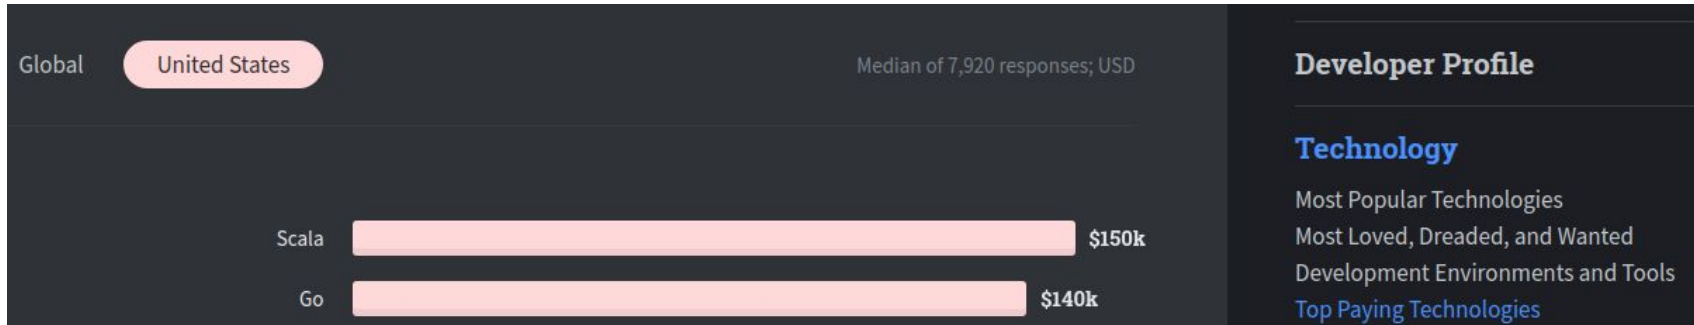 Global
United States
Median of 7,920 responses; USD
Scala
$150k
Go
$140k
Developer Profile
Technology
Most Popular Technologies
Most Loved, Dreaded, and Wanted
Development Environments and Tools
Top Paying Technologies